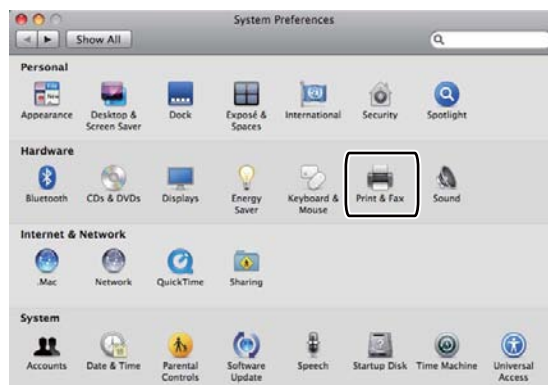 System Preferences
Show All
Personal
Appearance Desktop & Screen Saver Dock Exposé & Spaces International Security Spotlight
Hardware
Bluetooth CDs & DVDs Displays Energy Saver Keyboard & Mouse Print & Fax Sound
Internet & Network
.Mac Network QuickTime Sharing
System
Accounts Date & Time Parental Controls Software Update Speech Startup Disk Time Machine Universal Access